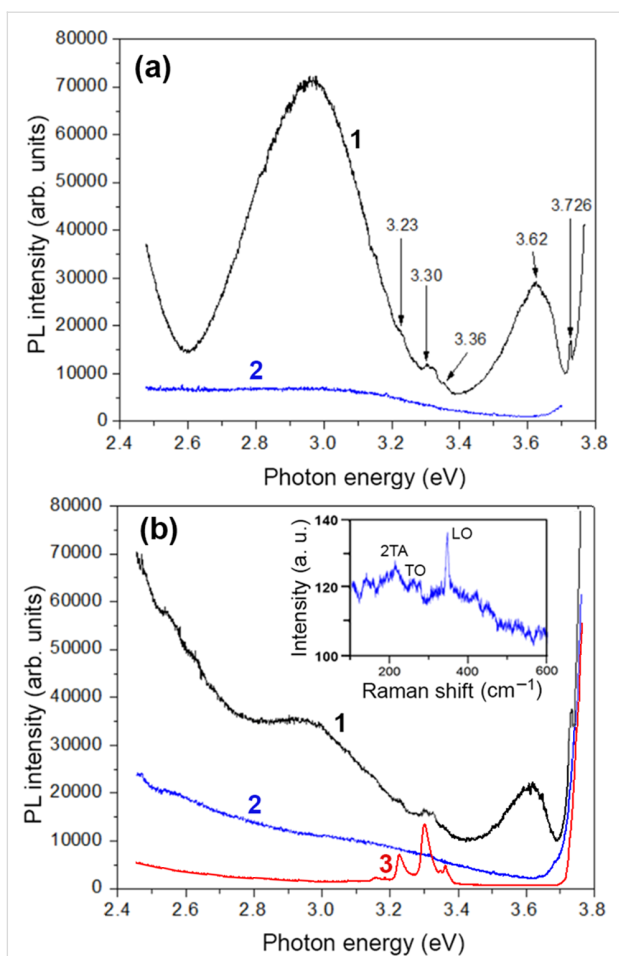 80000
70000
60000
50000
40000
30000
20000
10000
0
PL intensity (arb. units)
(a)
1
3.23
3.30
3.36
3.62
3.726
2
2.4 2.6 2.8 3.0 3.2 3.4 3.6 3.8
Photon energy (eV)
80000
70000
60000
50000
40000
30000
20000
10000
0
PL intensity (arb. units)
(b)
140
120
100
Intensity (a. u.)
2TA
TO
LO
200 400 600
Raman shift (cm⁻¹)
1
2
3
2.4 2.6 2.8 3.0 3.2 3.4 3.6 3.8
Photon energy (eV)